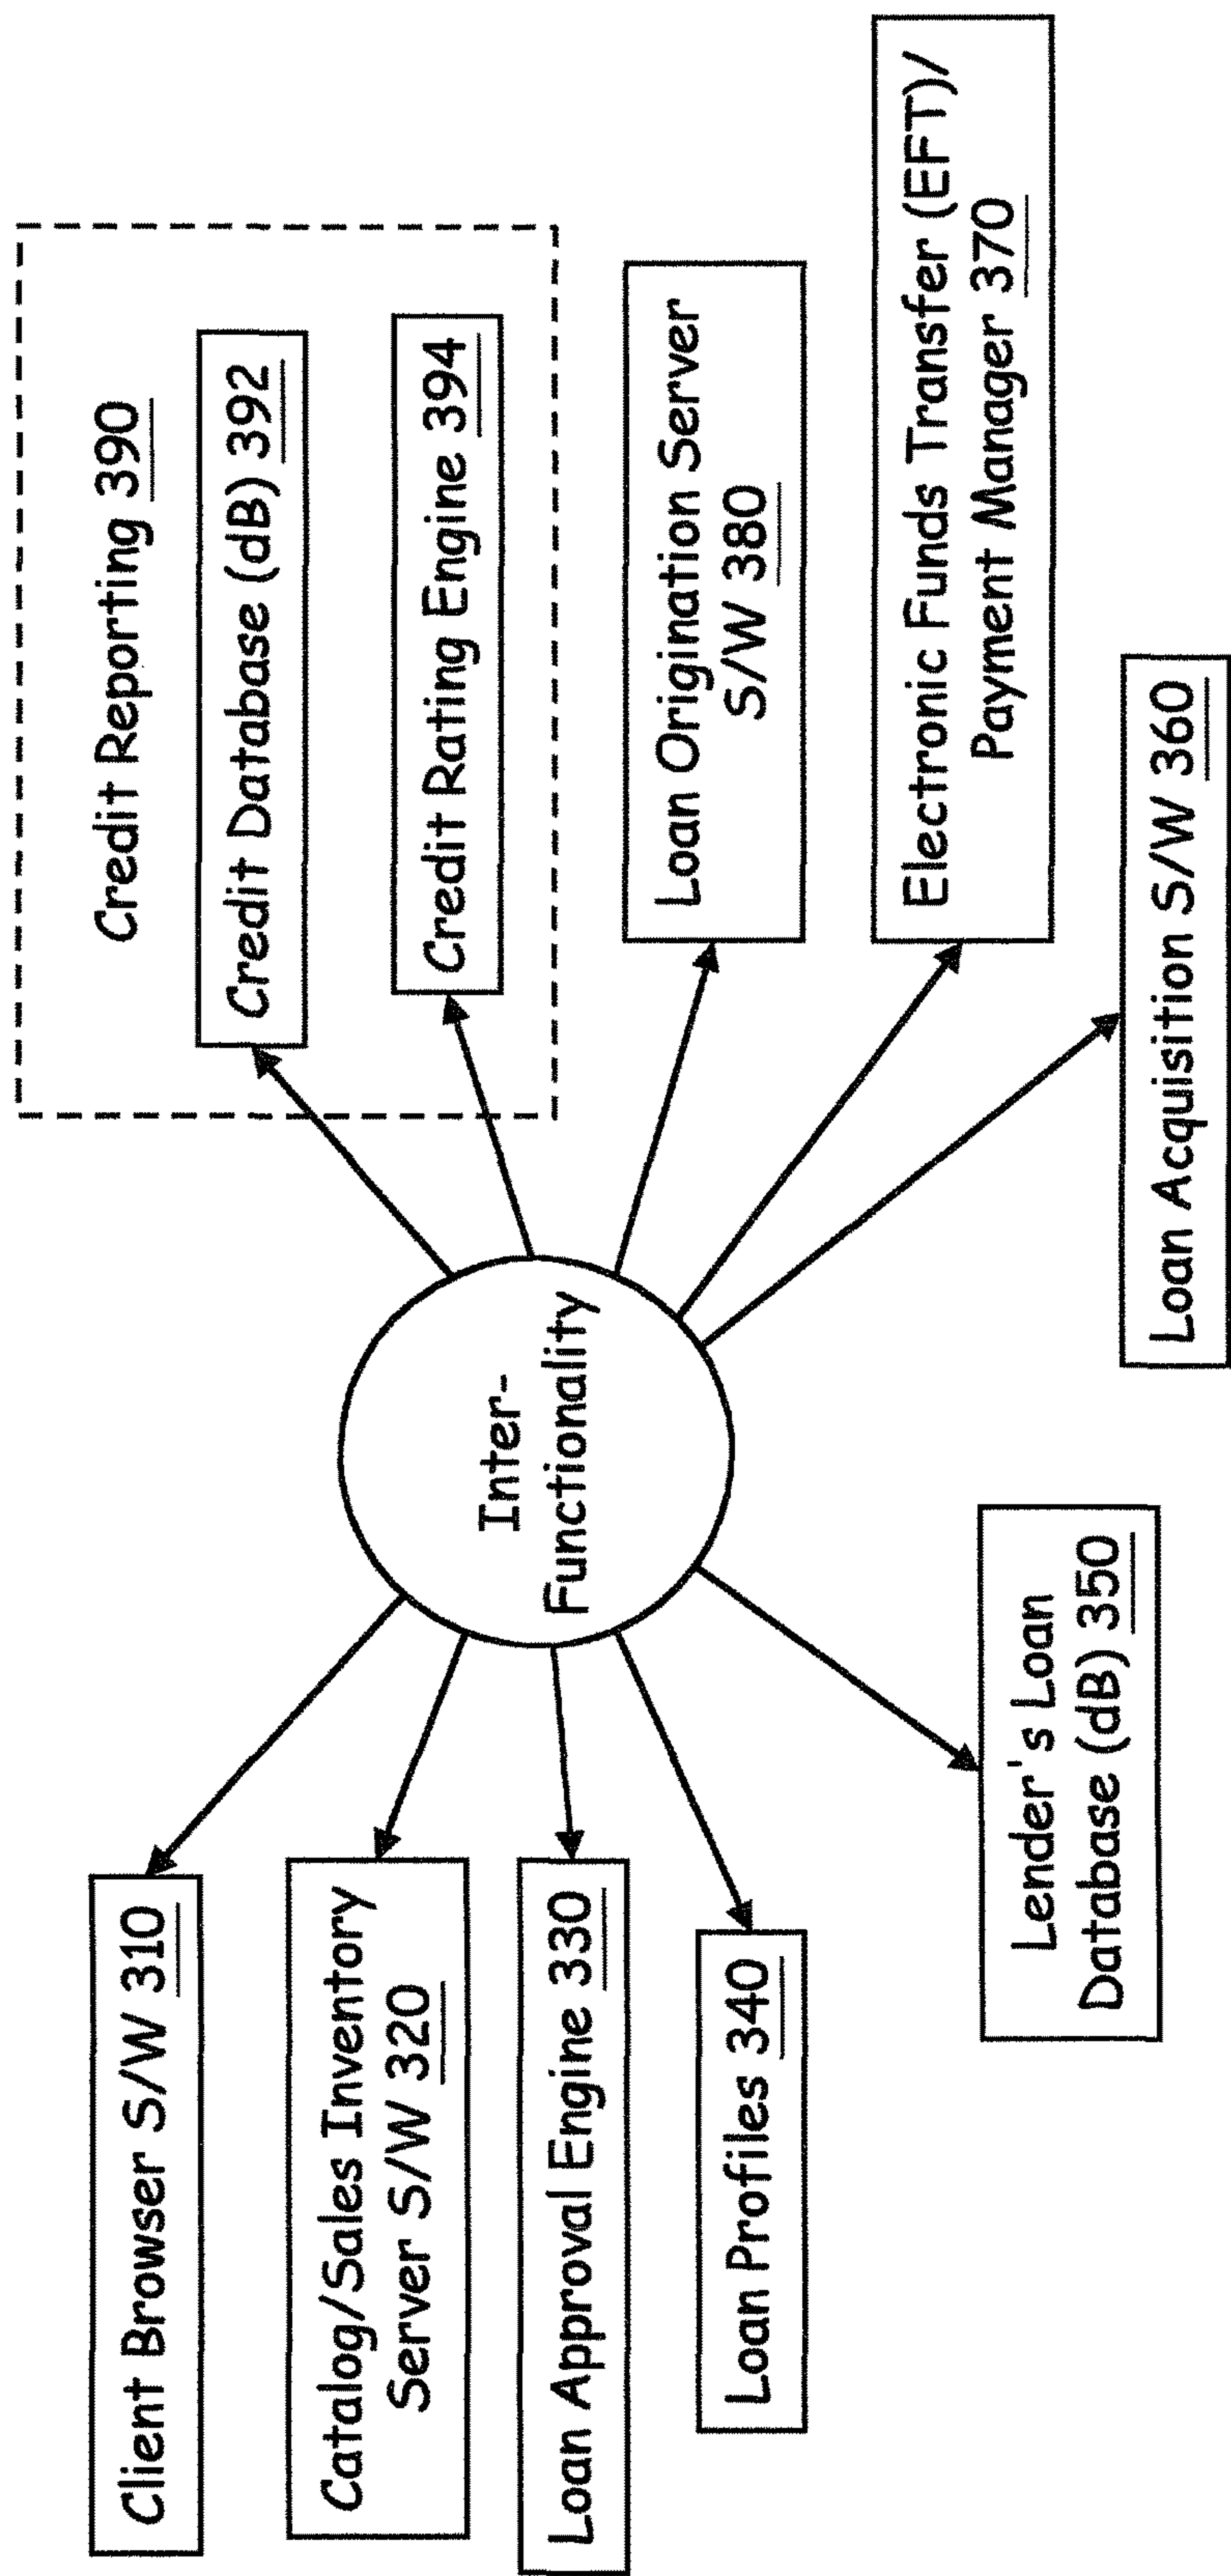 Client Browser S/W 310
Catalog/Sales Inventory
Server S/W 320
Loan Approval Engine 330
Loan Profiles 340
Lender's Loan
Database (dB) 350
Inter-
Functionality
Credit Reporting 390
Credit Database (dB) 392
Credit Rating Engine 394
Loan Origination Server
S/W 380
Electronic Funds Transfer (EFT)/
Payment Manager 370
Loan Acquisition S/W 360